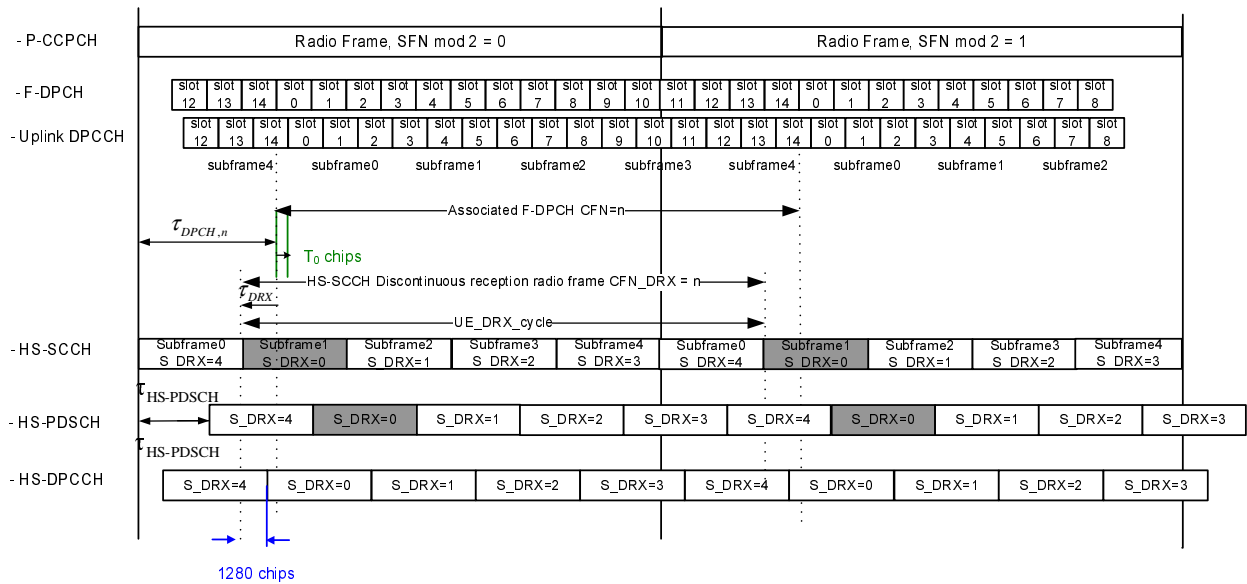 - P-CCPCH
Radio Frame, SFN mod 2 = 0
Radio Frame, SFN mod 2 = 1
- F-DPCH
slot 12 slot 13 slot 14 slot 0 slot 1 slot 2 slot 3 slot 4 slot 5 slot 6 slot 7 slot 8 slot 9 slot 10 slot 11 slot 12 slot 13 slot 14 slot 0 slot 1 slot 2 slot 3 slot 4 slot 5 slot 6 slot 7 slot 8
- Uplink DPCCH
slot 12 slot 13 slot 14 slot 0 slot 1 slot 2 slot 3 slot 4 slot 5 slot 6 slot 7 slot 8 slot 9 slot 10 slot 11 slot 12 slot 13 slot 14 slot 0 slot 1 slot 2 slot 3 slot 4 slot 5 slot 6 slot 7 slot 8
subframe4 subframe0 subframe1 subframe2 subframe3 subframe4 subframe0 subframe1 subframe2
Associated F-DPCH CFN=n
τDPCH,n
T0 chips
HS-SCCH Discontinuous reception radio frame CFN_DRX = n
τDRX
UE_DRX_cycle
- HS-SCCH
Subframe0 Subframe1 Subframe2 Subframe3 Subframe4 Subframe0 Subframe1 Subframe2 Subframe3 Subframe4
S_DRX=4 S_DRX=0 S_DRX=1 S_DRX=2 S_DRX=3 S_DRX=4 S_DRX=0 S_DRX=1 S_DRX=2 S_DRX=3
τHS-PDSCH
- HS-PDSCH
S_DRX=4 S_DRX=0 S_DRX=1 S_DRX=2 S_DRX=3 S_DRX=4 S_DRX=0 S_DRX=1 S_DRX=2 S_DRX=3
τHS-PDSCH
- HS-DPCCH
S_DRX=4 S_DRX=0 S_DRX=1 S_DRX=2 S_DRX=3 S_DRX=4 S_DRX=0 S_DRX=1 S_DRX=2 S_DRX=3
1280 chips